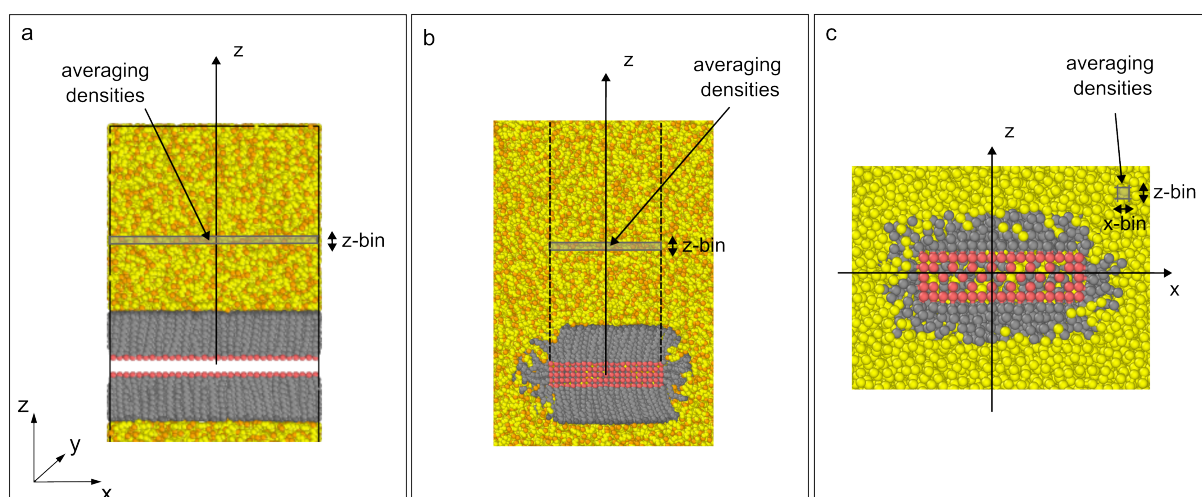 a
z
averaging
densities
z-bin
z
y
x
b
z
averaging
densities
z-bin
c
averaging
densities
z
z-bin
x-bin
x